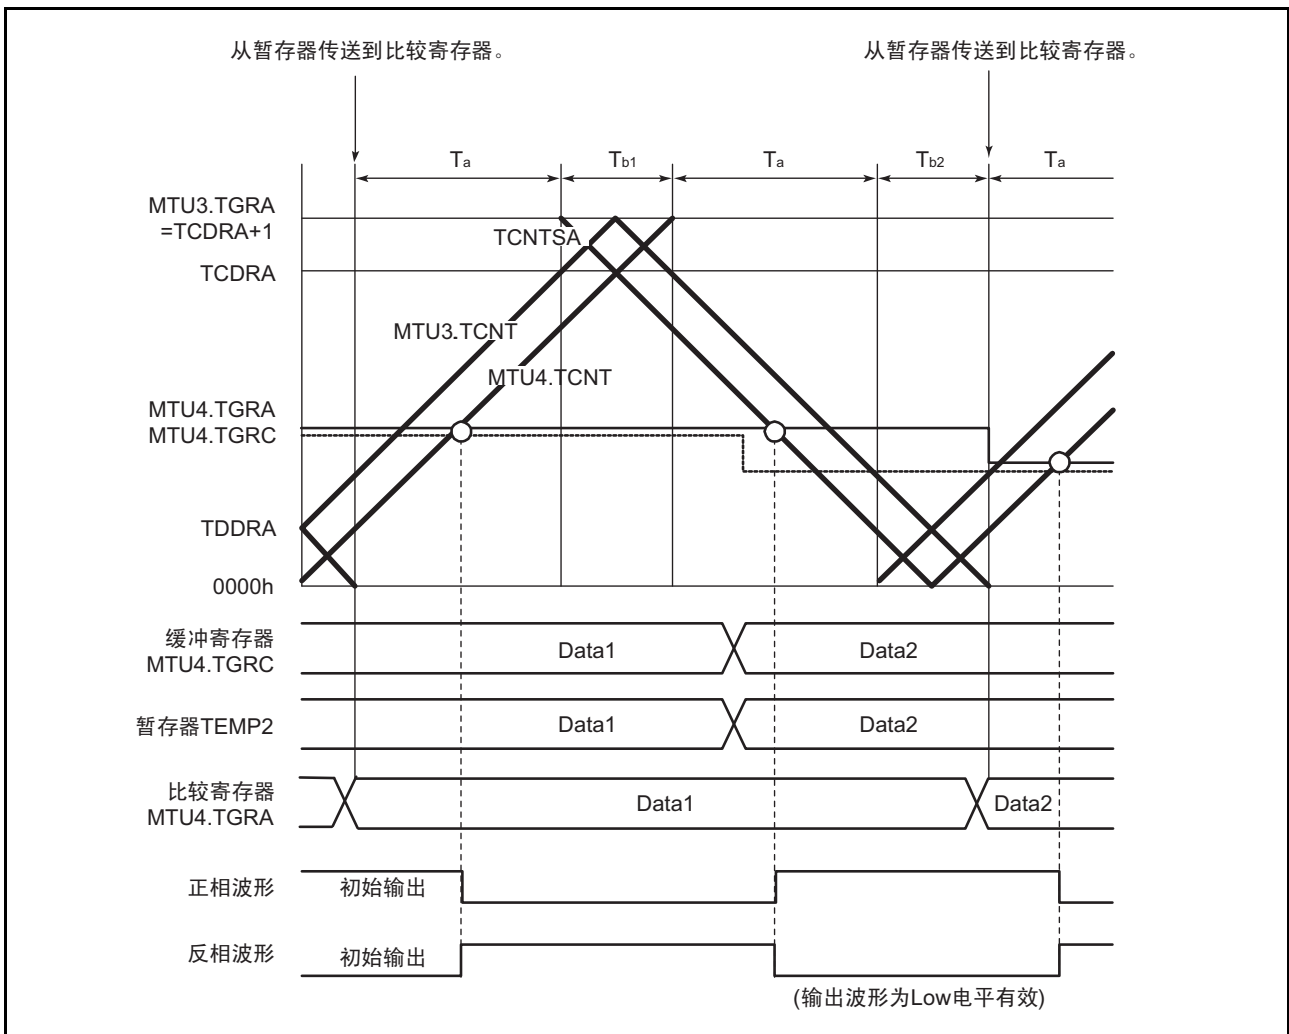 从暂存器传送到比较寄存器。
从暂存器传送到比较寄存器。
Ta
Tb1
Ta
Tb2
Ta
MTU3.TGRA
=TCDRA+1
TCNTSA
TCDRA
MTU3.TCNT
MTU4.TCNT
MTU4.TGRA
MTU4.TGRC
TDDRA
0000h
缓冲寄存器
MTU4.TGRC
Data1
Data2
暂存器TEMP2
Data1
Data2
比较寄存器
MTU4.TGRA
Data1
Data2
正相波形
初始输出
反相波形
初始输出
(输出波形为Low电平有效)